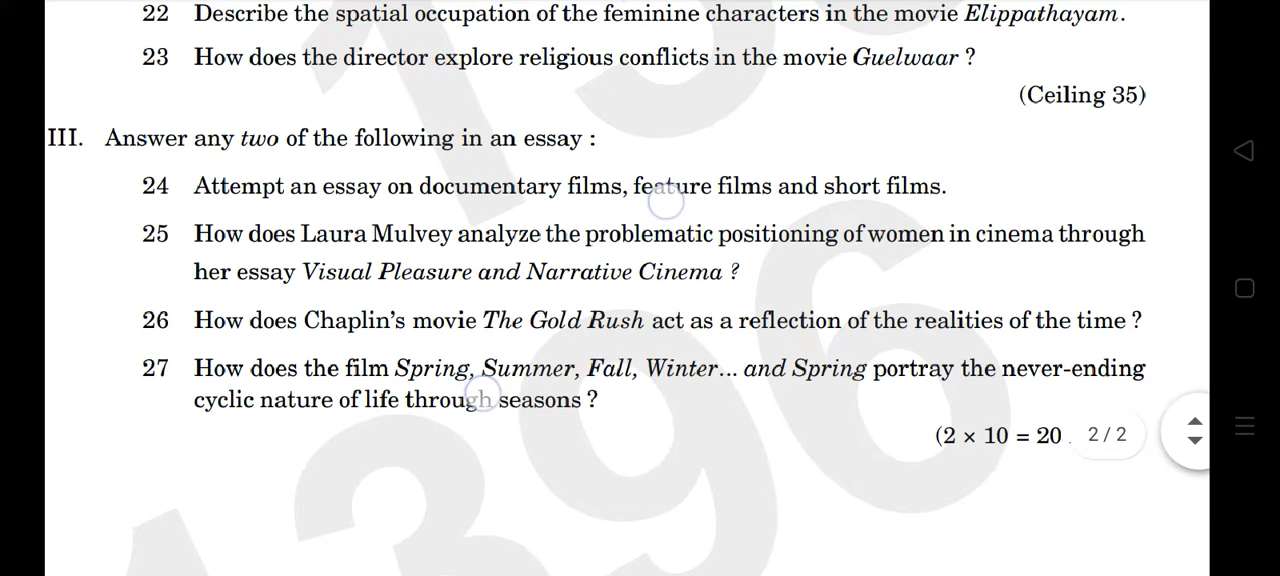 22 Describe the spatial occupation of the feminine characters in the movie Elippathayam.
23 How does the director explore religious conflicts in the movie Guelwaar ?
(Ceiling 35)
III. Answer any two of the following in an essay :
24 Attempt an essay on documentary films, feature films and short films.
25 How does Laura Mulvey analyze the problematic positioning of women in cinema through
her essay Visual Pleasure and Narrative Cinema ?
26 How does Chaplin's movie The Gold Rush act as a reflection of the realities of the time ?
27 How does the film Spring, Summer, Fall, Winter... and Spring portray the never-ending
cyclic nature of life through seasons ?
(2 × 10 = 20
2 / 2